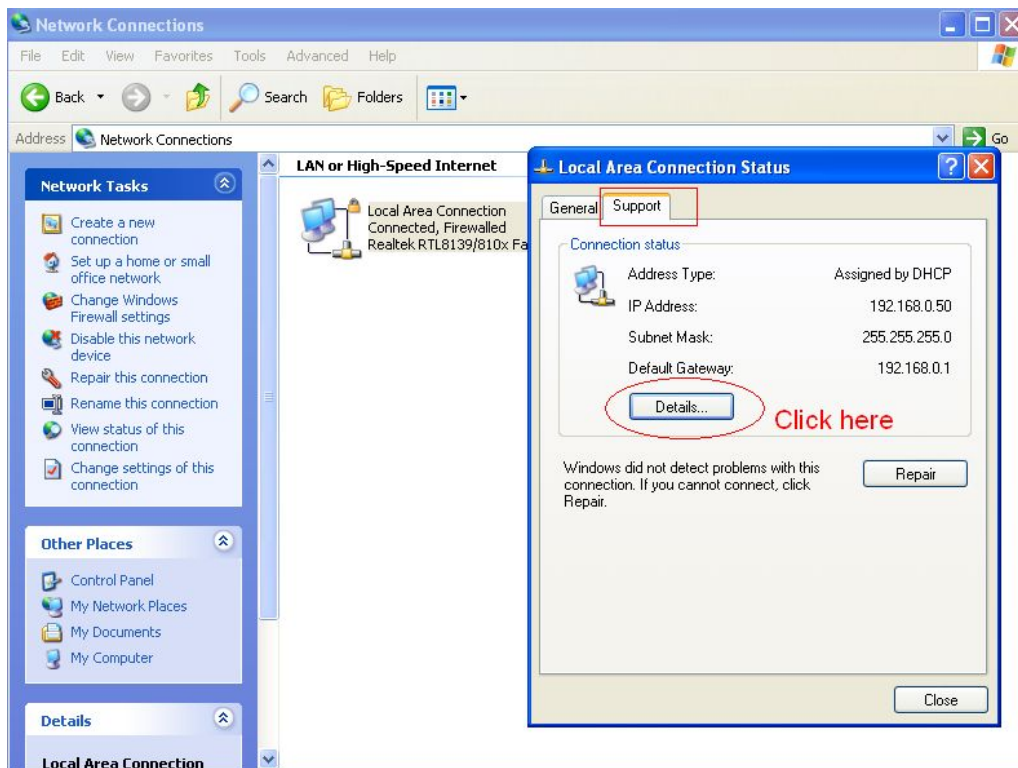 Network Connections
File Edit View Favorites Tools Advanced Help
Back Search Folders
Address Network Connections Go
Network Tasks
Create a new
connection
Set up a home or small
office network
Change Windows
Firewall settings
Disable this network
device
Repair this connection
Rename this connection
View status of this
connection
Change settings of this
connection
Other Places
Control Panel
My Network Places
My Documents
My Computer
Details
Local Area Connection
LAN or High-Speed Internet
Local Area Connection
Connected, Firewalled
Realtek RTL8139/810x Fa
Local Area Connection Status
General Support
Connection status
Address Type: Assigned by DHCP
IP Address: 192.168.0.50
Subnet Mask: 255.255.255.0
Default Gateway: 192.168.0.1
Details...
Click here
Windows did not detect problems with this
connection. If you cannot connect, click
Repair.
Repair
Close